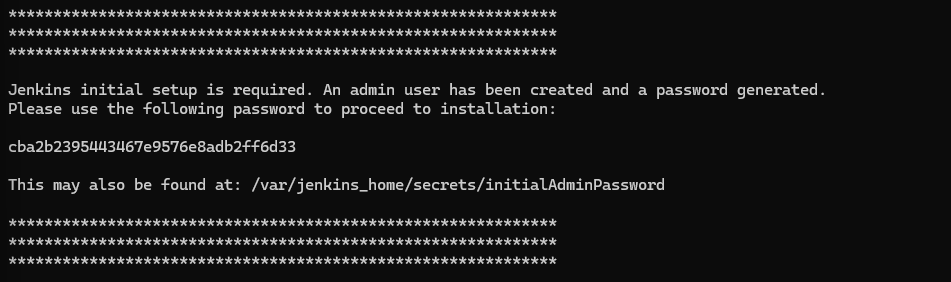 *************************************************************
*************************************************************
*************************************************************
Jenkins initial setup is required. An admin user has been created and a password generated.
Please use the following password to proceed to installation:
cba2b2395443467e9576e8adb2ff6d33
This may also be found at: /var/jenkins_home/secrets/initialAdminPassword
*************************************************************
*************************************************************
*************************************************************